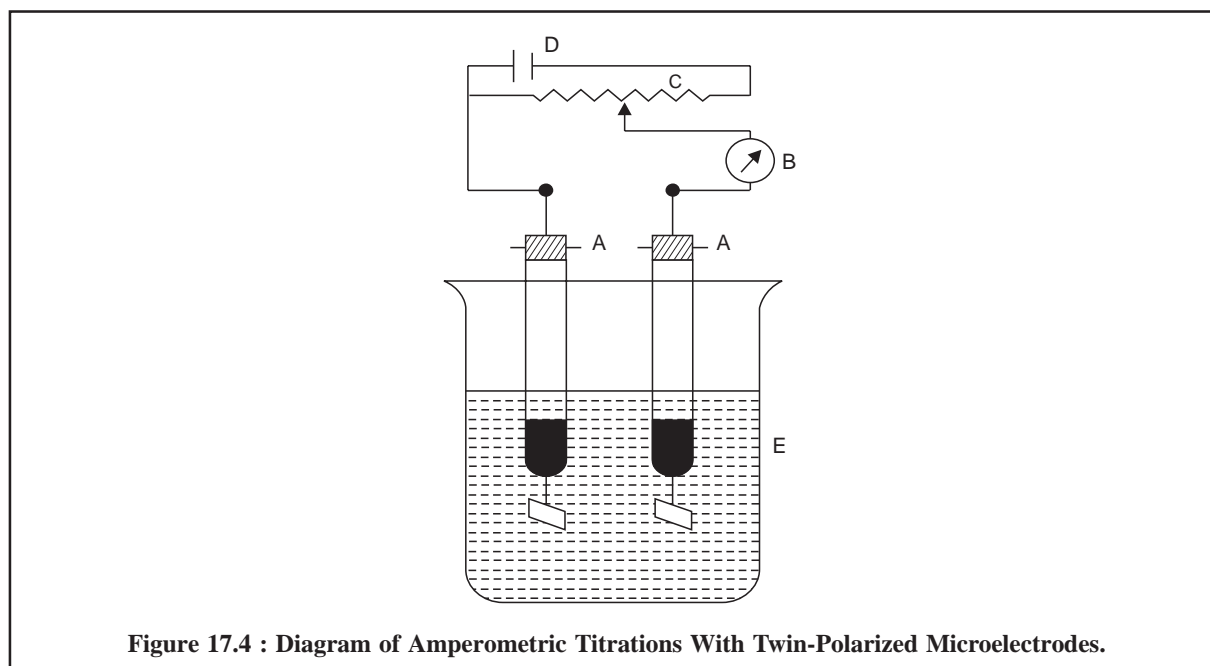 D
C
B
A A
E
Figure 17.4 : Diagram of Amperometric Titrations With Twin-Polarized Microelectrodes.